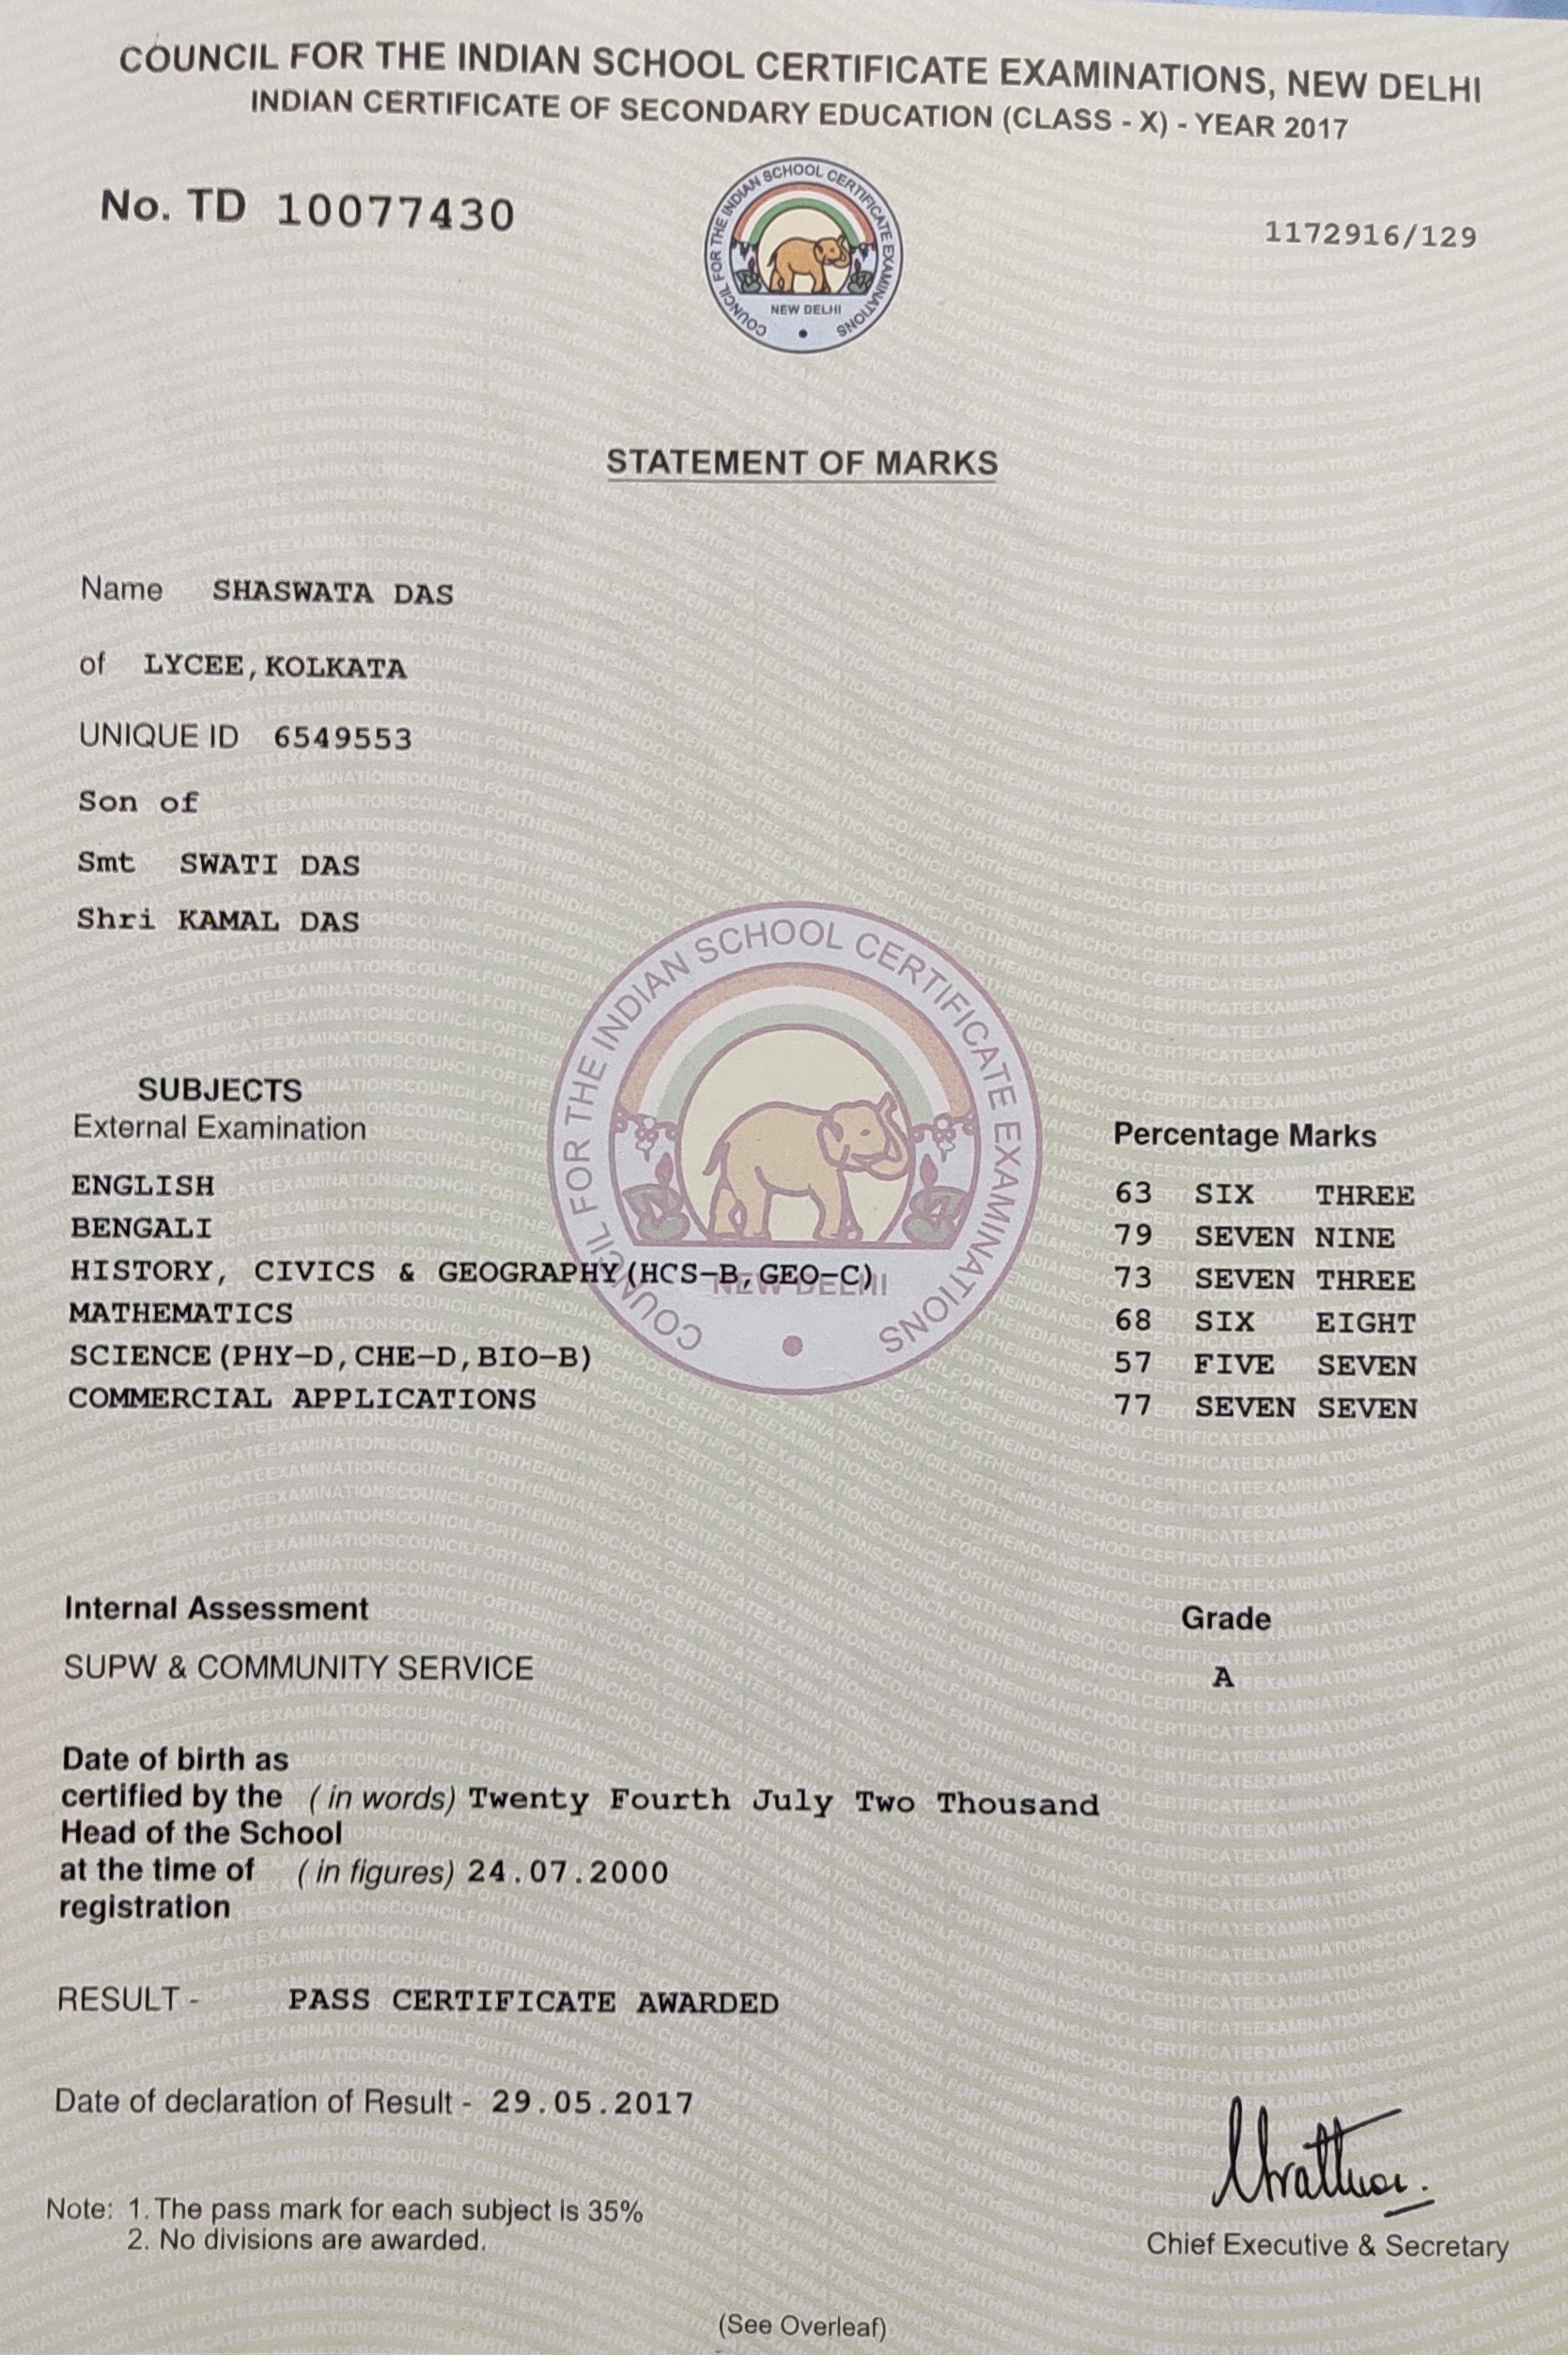 COUNCIL FOR THE INDIAN SCHOOL CERTIFICATE EXAMINATIONS, NEW DELHI
INDIAN CERTIFICATE OF SECONDARY EDUCATION (CLASS - X) - YEAR 2017
No. TD 10077430
1172916/129
COUNCIL FOR THE INDIAN SCHOOL CERTIFICATE EXAMINATIONS
NEW DELHI
STATEMENT OF MARKS
Name SHASWATA DAS
of LYCEE,KOLKATA
UNIQUE ID 6549553
Son of
Smt SWATI DAS
Shri KAMAL DAS
COUNCIL FOR THE INDIAN SCHOOL CERTIFICATE EXAMINATIONS
NEW DELHI
SUBJECTS
External Examination Percentage Marks
ENGLISH 63 SIX THREE
BENGALI 79 SEVEN NINE
HISTORY, CIVICS & GEOGRAPHY(HCS-B,GEO-C) 73 SEVEN THREE
MATHEMATICS 68 SIX EIGHT
SCIENCE(PHY-D,CHE-D,BIO-B) 57 FIVE SEVEN
COMMERCIAL APPLICATIONS 77 SEVEN SEVEN
Internal Assessment Grade
SUPW & COMMUNITY SERVICE A
Date of birth as
certified by the (in words) Twenty Fourth July Two Thousand
Head of the School
at the time of (in figures) 24.07.2000
registration
RESULT - PASS CERTIFICATE AWARDED
Date of declaration of Result - 29.05.2017
Note: 1. The pass mark for each subject is 35%
2. No divisions are awarded.
Chief Executive & Secretary
(See Overleaf)